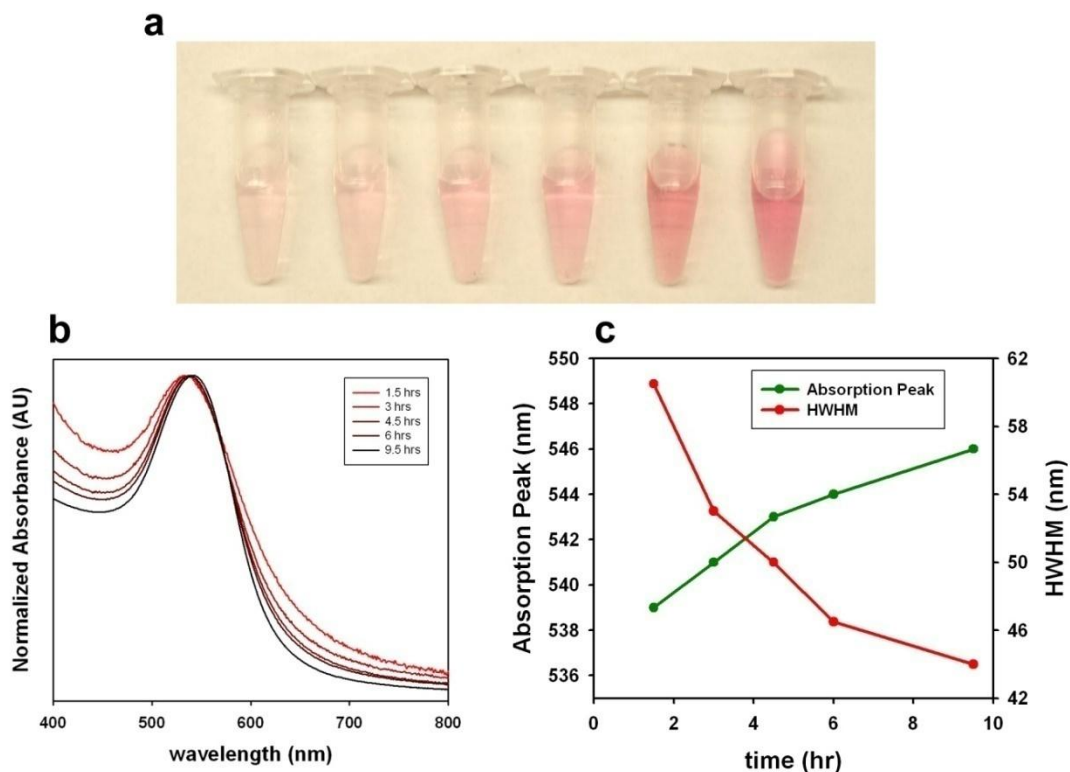 a
b
Normalized Absorbance (AU)
1.5 hrs
3 hrs
4.5 hrs
6 hrs
9.5 hrs
400 500 600 700 800
wavelength (nm)
c
Absorption Peak (nm)
550
548
546
544
542
540
538
536
Absorption Peak
HWHM
62
58
54
50
46
42
HWHM (nm)
0 2 4 6 8 10
time (hr)